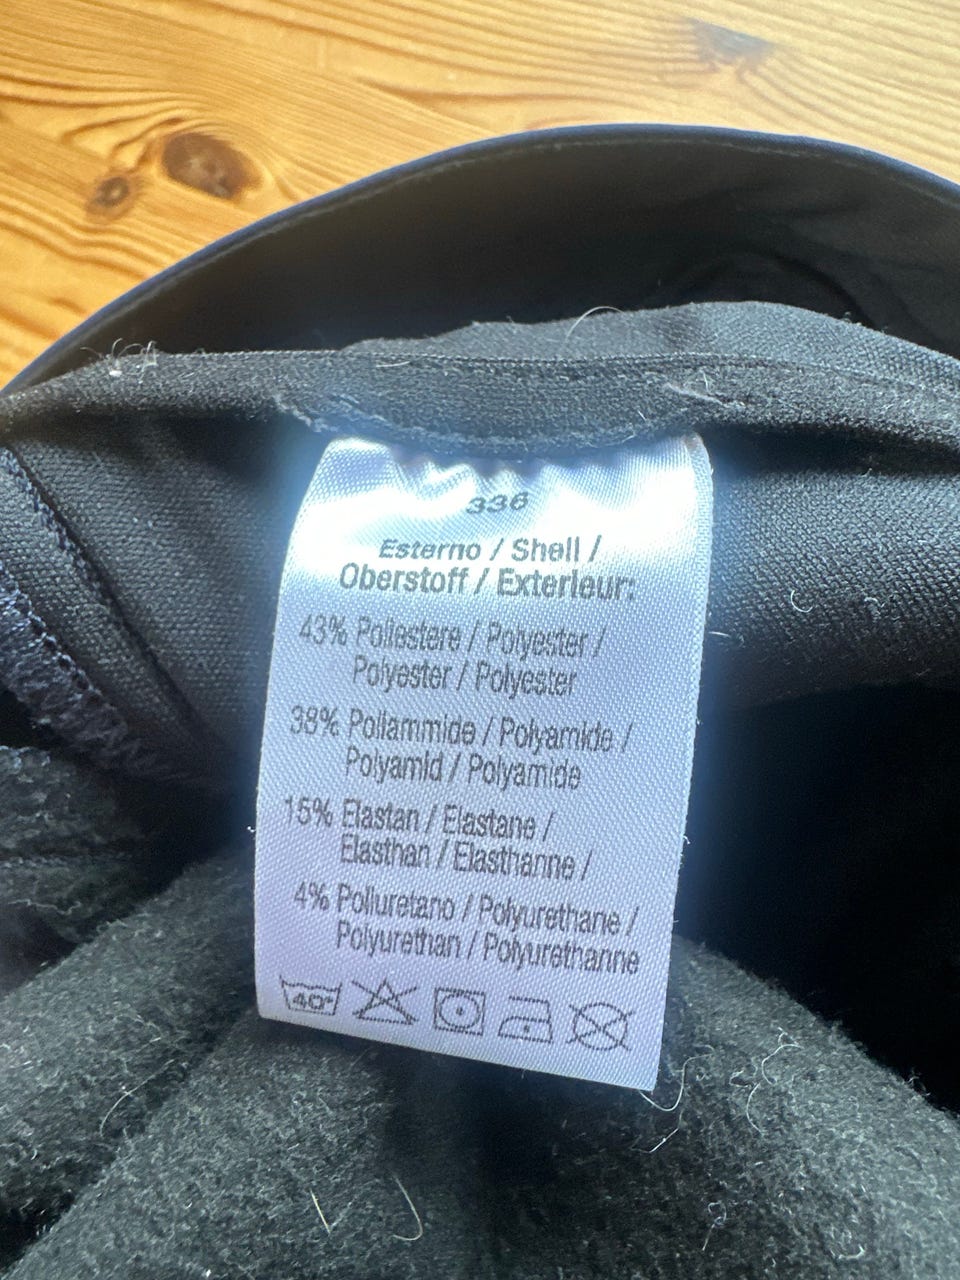 336
Esterno / Shell /
Oberstoff / Exterieur:
43% Poliestere / Polyester /
Polyester / Polyester
38% Poliammide / Polyamide /
Polyamid / Polyamide
15% Elastan / Elastane /
Elasthan / Elasthanne /
4% Poliuretano / Polyurethane /
Polyurethan / Polyurethanne
40°